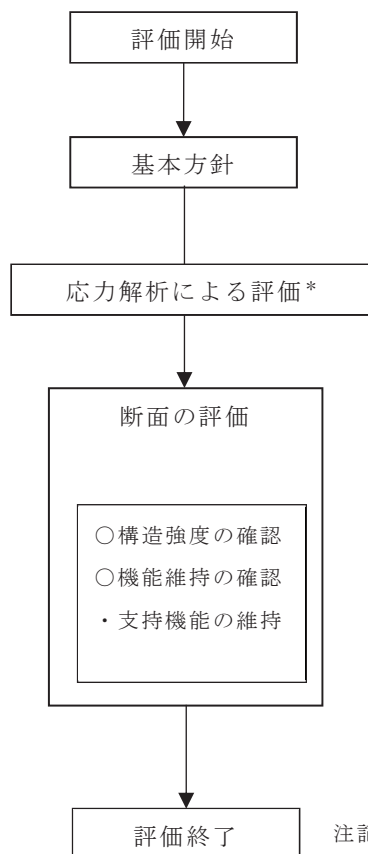 評価開始
基本方針
応力解析による評価*
断面の評価
○構造強度の確認
○機能維持の確認
・支持機能の維持
評価終了
注記